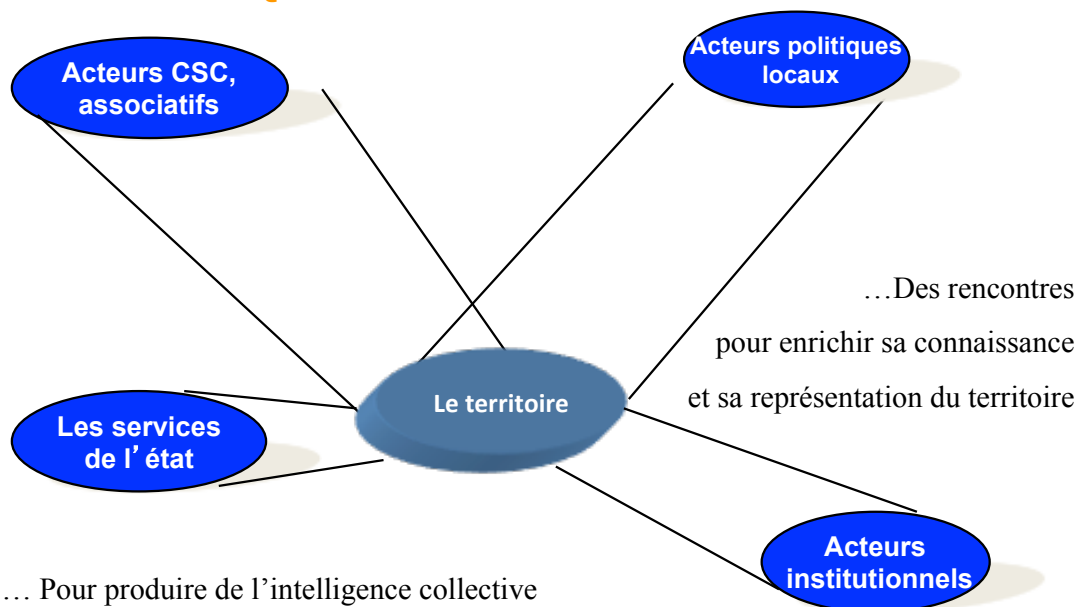 Acteurs CSC,
associatifs
Acteurs politiques
locaux
…Des rencontres
pour enrichir sa connaissance
et sa représentation du territoire
Le territoire
Les services
de l’état
Acteurs
institutionnels
… Pour produire de l’intelligence collective